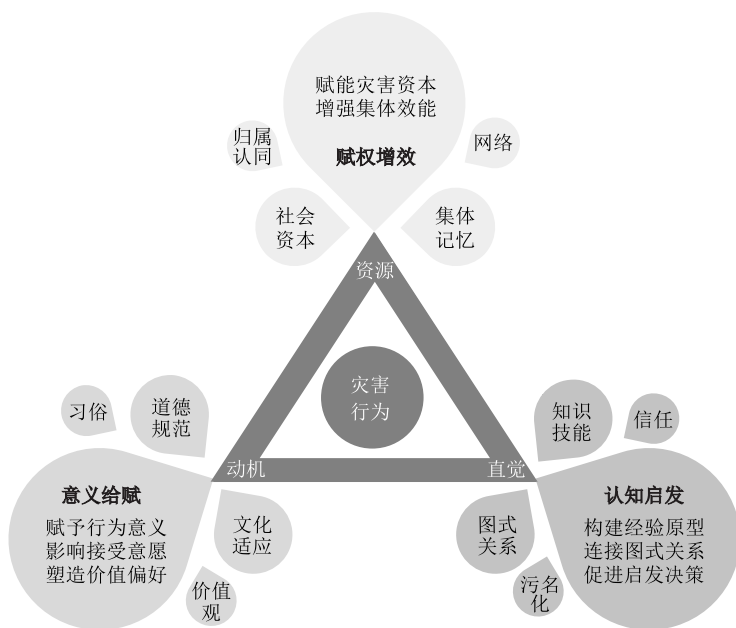 赋能灾害资本
增强集体效能
赋权增效
归属
认同
网络
社会
资本
集体
记忆
资源
灾害
行为
动机
直觉
习俗
道德
规范
意义给赋
赋予行为意义
影响接受意愿
塑造价值偏好
文化
适应
价值
观
知识
技能
信任
认知启发
构建经验原型
连接图式关系
促进启发决策
图式
关系
污名
化